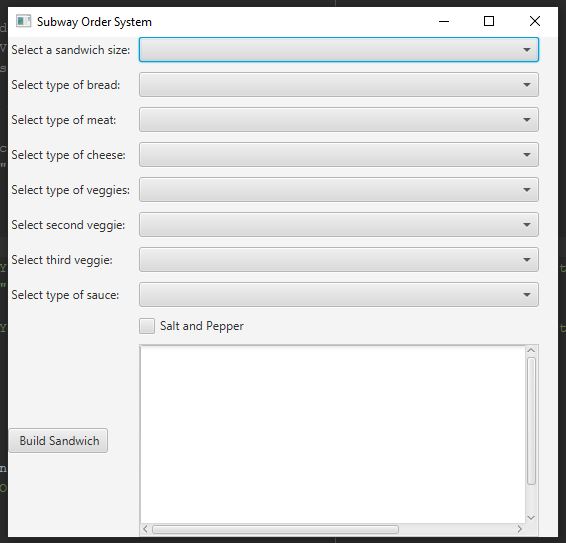 Subway Order System
Select a sandwich size:
Select type of bread:
Select type of meat:
Select type of cheese:
Select type of veggies:
Select second veggie:
Select third veggie:
Select type of sauce:
Salt and Pepper
Build Sandwich